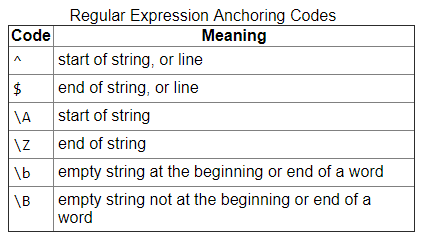 Regular Expression Anchoring Codes
Code Meaning
^ start of string, or line
$ end of string, or line
\A start of string
\Z end of string
\b empty string at the beginning or end of a word
\B empty string not at the beginning or end of a
word